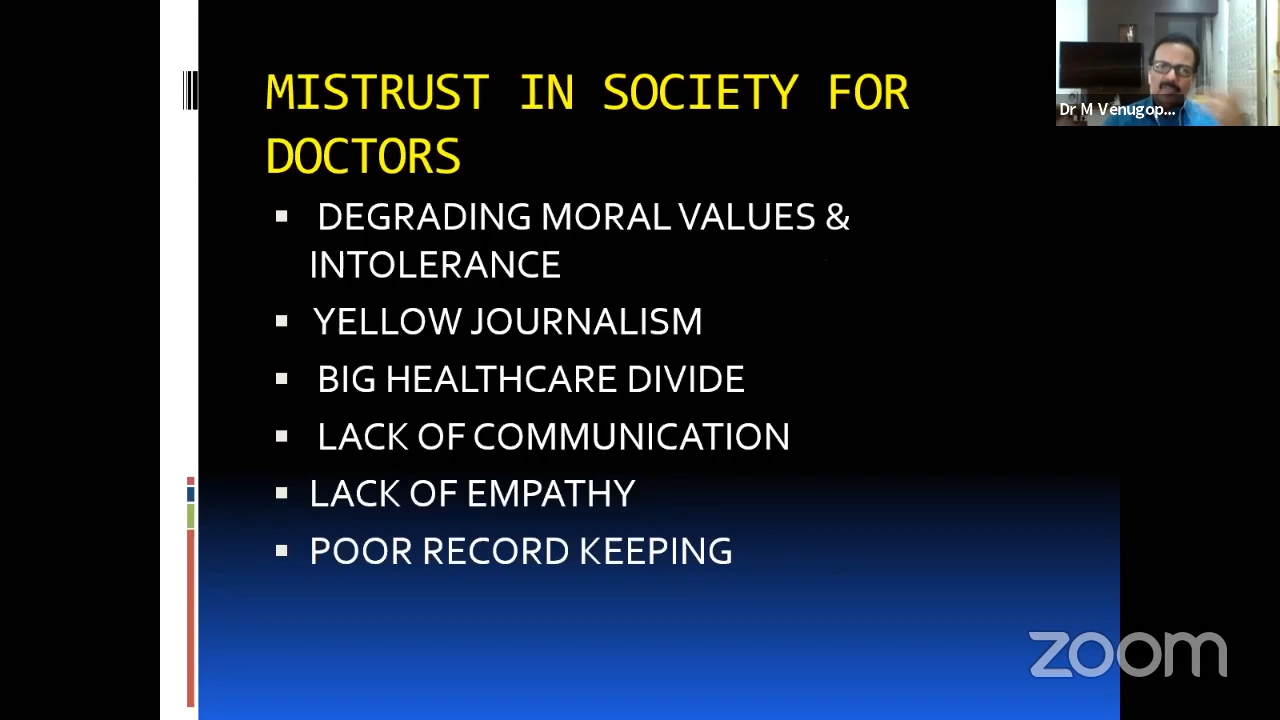 MISTRUST IN SOCIETY FOR
DOCTORS
DEGRADING MORAL VALUES &
INTOLERANCE
YELLOW JOURNALISM
BIG HEALTHCARE DIVIDE
LACK OF COMMUNICATION
LACK OF EMPATHY
POOR RECORD KEEPING
Dr M Venugop...
zoom